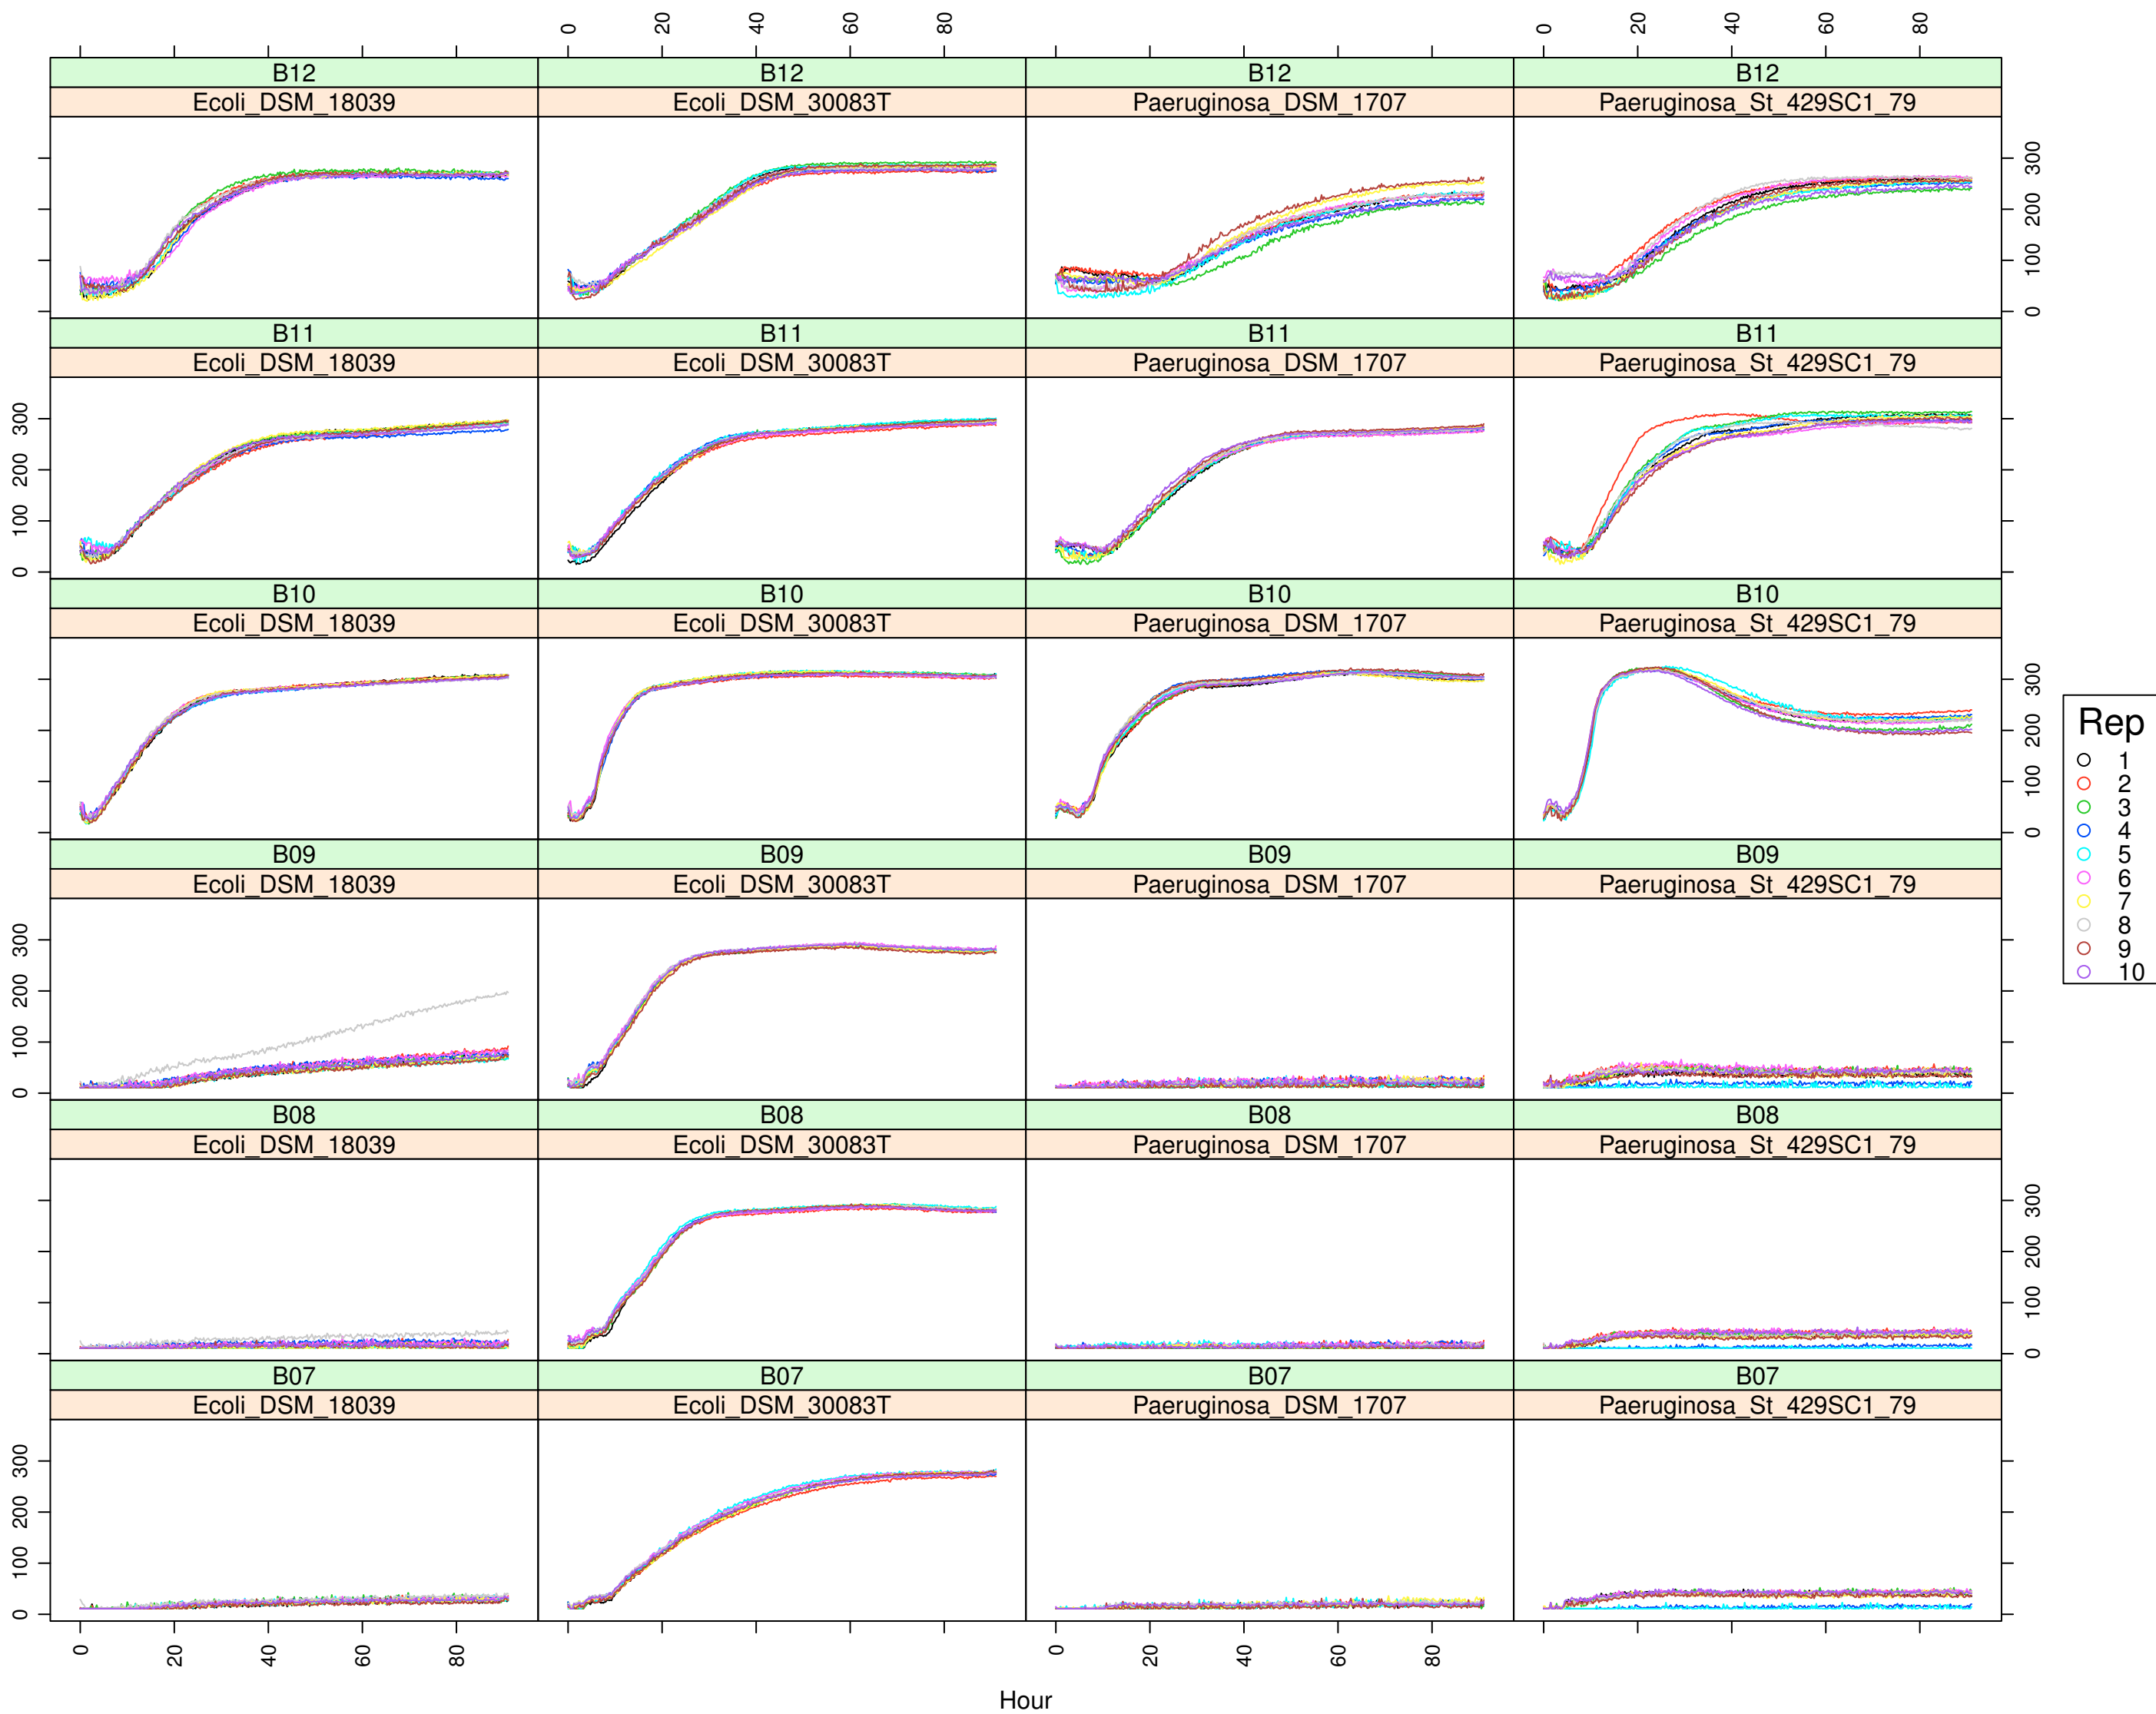 0 20 40 60 80 0 20 40 60 80
B12 B12 B12 B12
Ecoli_DSM_18039 Ecoli_DSM_30083T Paeruginosa_DSM_1707 Paeruginosa_St_429SC1_79
0 100 200 300
B11 B11 B11 B11
Ecoli_DSM_18039 Ecoli_DSM_30083T Paeruginosa_DSM_1707 Paeruginosa_St_429SC1_79
0 100 200 300
B10 B10 B10 B10
Ecoli_DSM_18039 Ecoli_DSM_30083T Paeruginosa_DSM_1707 Paeruginosa_St_429SC1_79
0 100 200 300
B09 B09 B09 B09
Ecoli_DSM_18039 Ecoli_DSM_30083T Paeruginosa_DSM_1707 Paeruginosa_St_429SC1_79
0 100 200 300
B08 B08 B08 B08
Ecoli_DSM_18039 Ecoli_DSM_30083T Paeruginosa_DSM_1707 Paeruginosa_St_429SC1_79
0 100 200 300
B07 B07 B07 B07
Ecoli_DSM_18039 Ecoli_DSM_30083T Paeruginosa_DSM_1707 Paeruginosa_St_429SC1_79
0 100 200 300
0 20 40 60 80 0 20 40 60 80
Hour
Rep
1
2
3
4
5
6
7
8
9
10